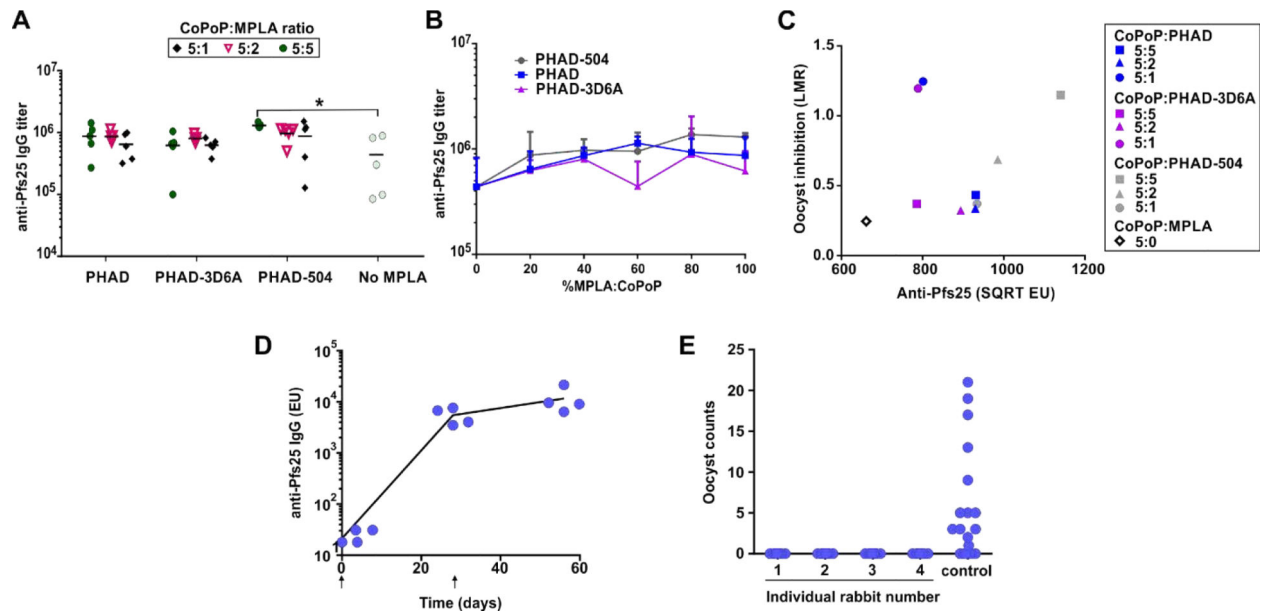 A
CoPoP:MPLA ratio
5:1 5:2 5:5
anti-Pfs25 IgG titer
10^7
10^6
10^5
10^4
*
PHAD PHAD-3D6A PHAD-504 No MPLA
B
anti-Pfs25 IgG titer
10^7
10^6
10^5
PHAD-504
PHAD
PHAD-3D6A
0 20 40 60 80 100
%MPLA:CoPoP
C
Oocyst inhibition (LMR)
1.5
1.0
0.5
0.0
600 800 1000 1200
Anti-Pfs25 (SQRT EU)
CoPoP:PHAD
5:5
5:2
5:1
CoPoP:PHAD-3D6A
5:5
5:2
5:1
CoPoP:PHAD-504
5:5
5:2
5:1
CoPoP:MPLA
5:0
D
anti-Pfs25 IgG (EU)
10^5
10^4
10^3
10^2
10
0 20 40 60
Time (days)
E
Oocyst counts
25
20
15
10
5
0
1 2 3 4 control
Individual rabbit number